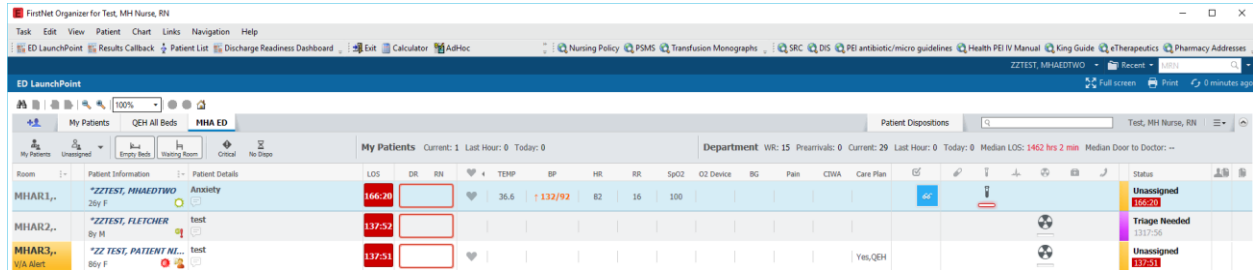 FirstNet Organizer for Test, MH Nurse, RN
Task Edit View Patient Chart Links Navigation Help
ED LaunchPoint Results Callback Patient List Discharge Readiness Dashboard Exit Calculator AdHoc Nursing Policy PSMS Transfusion Monographs SRC DIS PEI antibiotic/micro guidelines Health PEI IV Manual King Guide eTherapeutics Pharmacy Addresses
ZZTEST, MHAEDTWO Recent MRN
ED LaunchPoint Full screen Print 0 minutes ago
100%
My Patients QEH All Beds MHA ED Patient Dispositions Test, MH Nurse, RN
My Patients Unassigned Empty Beds Waiting Room Critical No Dispo My Patients Current: 1 Last Hour: 0 Today: 0 Department WR: 15 Prearrivals: 0 Current: 29 Last Hour: 0 Today: 0 Median LOS: 1462 hrs 2 min Median Door to Doctor: --
Room Patient Information Patient Details LOS DR RN TEMP BP HR RR SpO2 O2 Device BG Pain CIWA Care Plan Status
MHAR1,. *ZZTEST, MHAEDTWO Anxiety 166:20 36.6 ↑132/92 82 16 100 Unassigned
26y F 166:20
MHAR2,. *ZZTEST, FLETCHER test 137:52 Triage Needed
8y M 1317:56
MHAR3,. *ZZ TEST, PATIENT NI... test 137:51 Yes,QEH Unassigned
V/A Alert 86y F 137:51